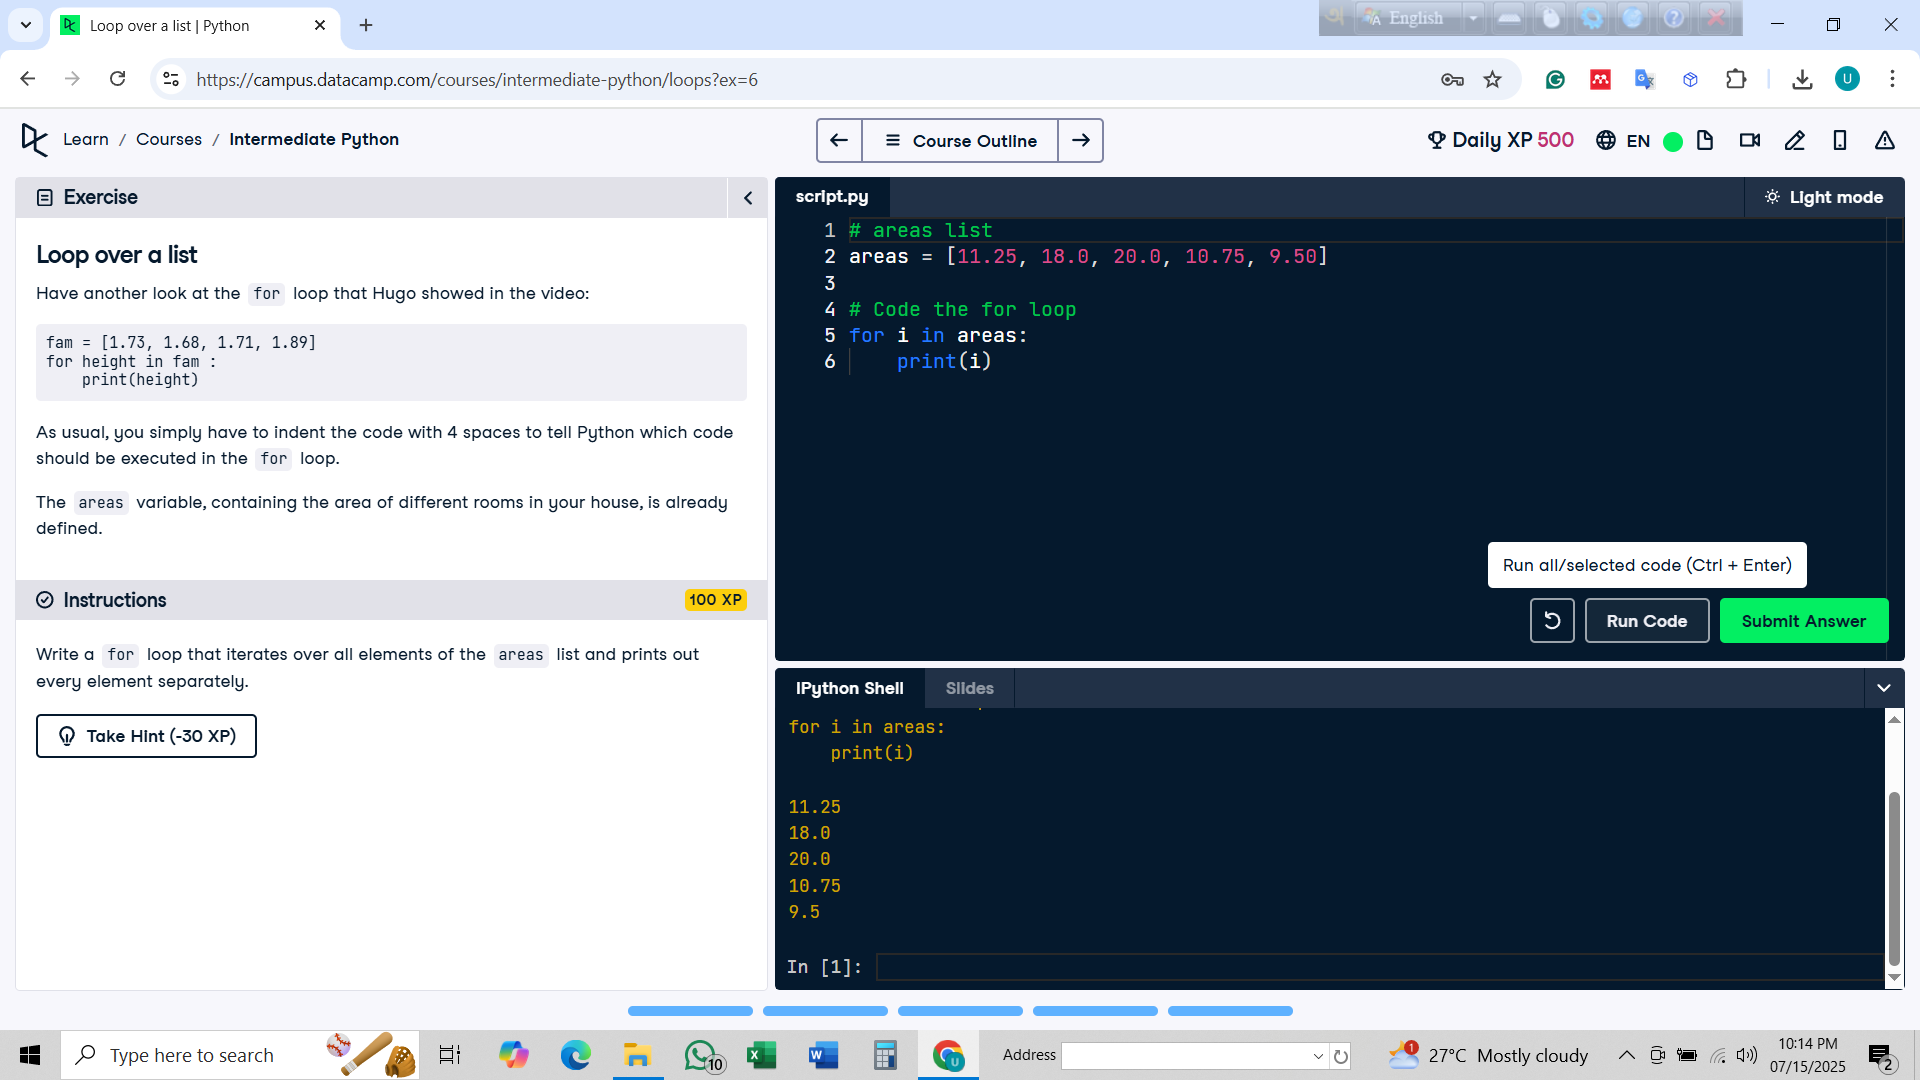 Loop over a list | Python
English
https://campus.datacamp.com/courses/intermediate-python/loops?ex=6
U
Learn / Courses / Intermediate Python
Course Outline
Daily XP 500
EN
Exercise
Loop over a list
Have another look at the for loop that Hugo showed in the video:
fam = [1.73, 1.68, 1.71, 1.89]
for height in fam :
    print(height)
As usual, you simply have to indent the code with 4 spaces to tell Python which code
should be executed in the for loop.
The areas variable, containing the area of different rooms in your house, is already
defined.
Instructions
100 XP
Write a for loop that iterates over all elements of the areas list and prints out
every element separately.
Take Hint (-30 XP)
script.py
Light mode
1 # areas list
2 areas = [11.25, 18.0, 20.0, 10.75, 9.50]
3
4 # Code the for loop
5 for i in areas:
6     print(i)
Run all/selected code (Ctrl + Enter)
Run Code
Submit Answer
IPython Shell
Slides
for i in areas:
    print(i)
11.25
18.0
20.0
10.75
9.5
In [1]:
Type here to search
10
Address
U
1
27°C Mostly cloudy
10:14 PM
07/15/2025
2